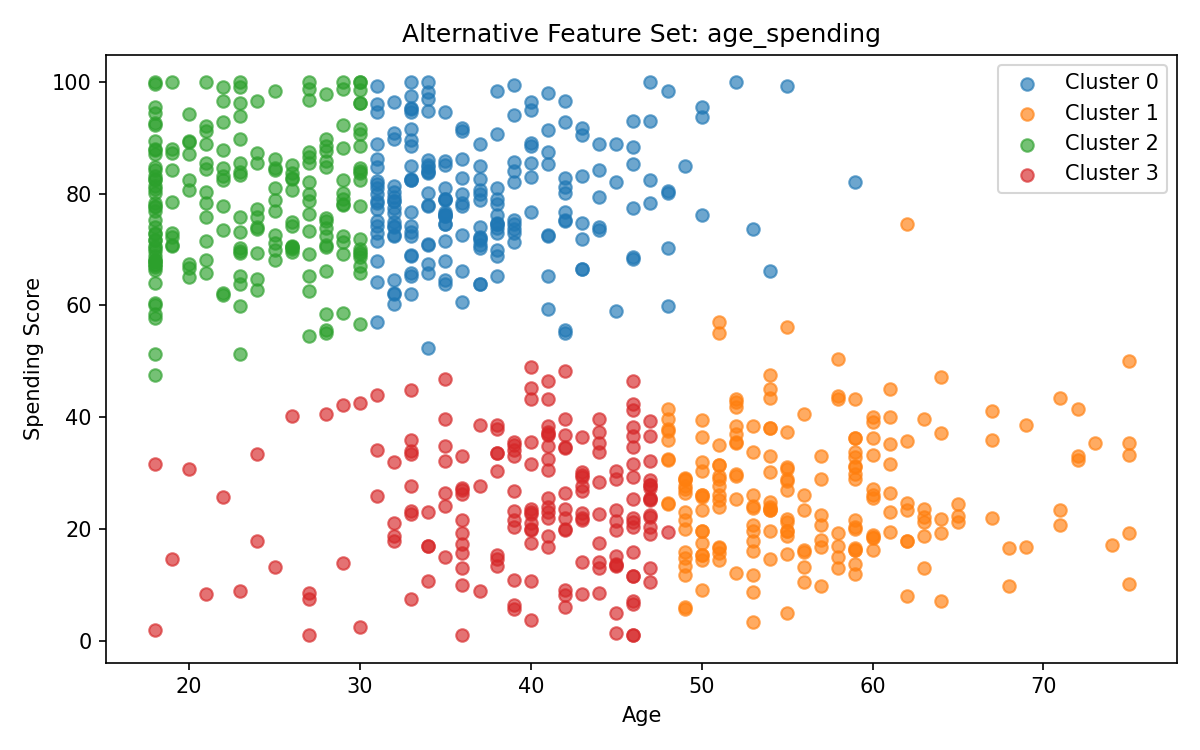 Alternative Feature Set: age_spending
Cluster 0
Cluster 1
Cluster 2
Cluster 3
100
80
60
40
20
0
Spending Score
20 30 40 50 60 70
Age